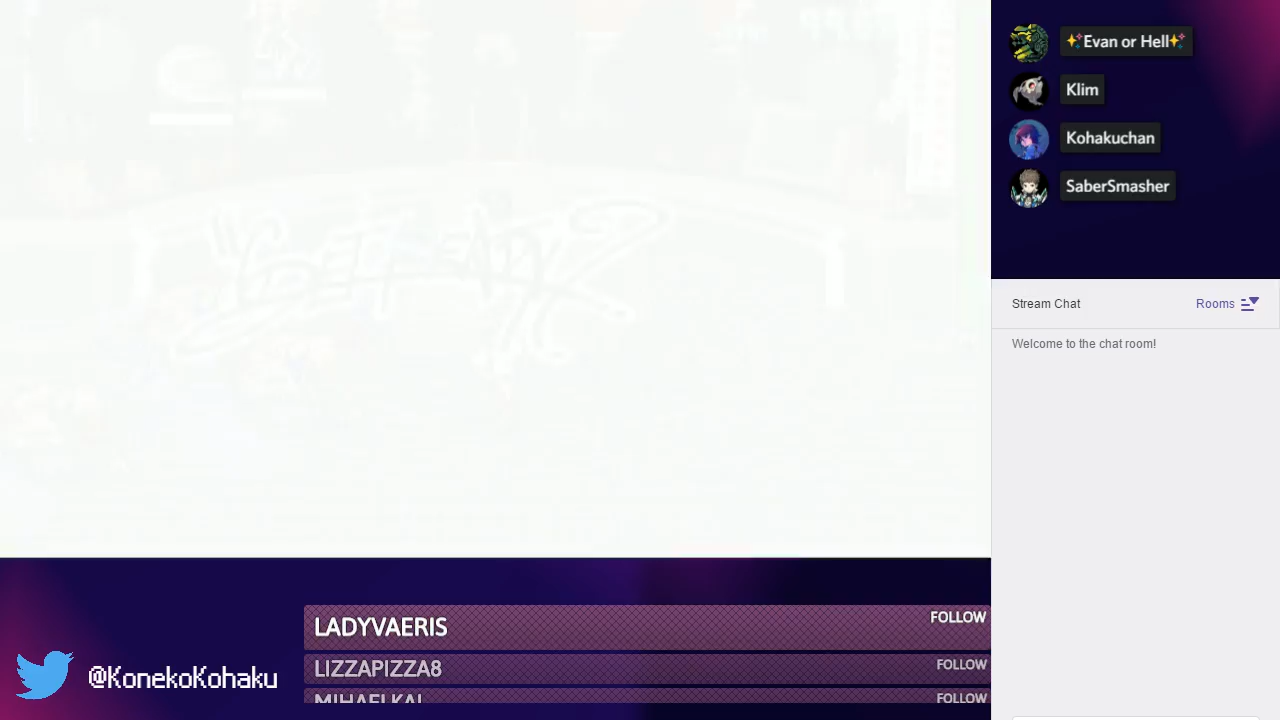 ✨Evan or Hell✨
Klim
Kohakuchan
SaberSmasher
Stream Chat
Rooms
Welcome to the chat room!
LADYVAERIS
FOLLOW
LIZZAPIZZA8
FOLLOW
MIHAELKAL
FOLLOW
@KonekoKohaku